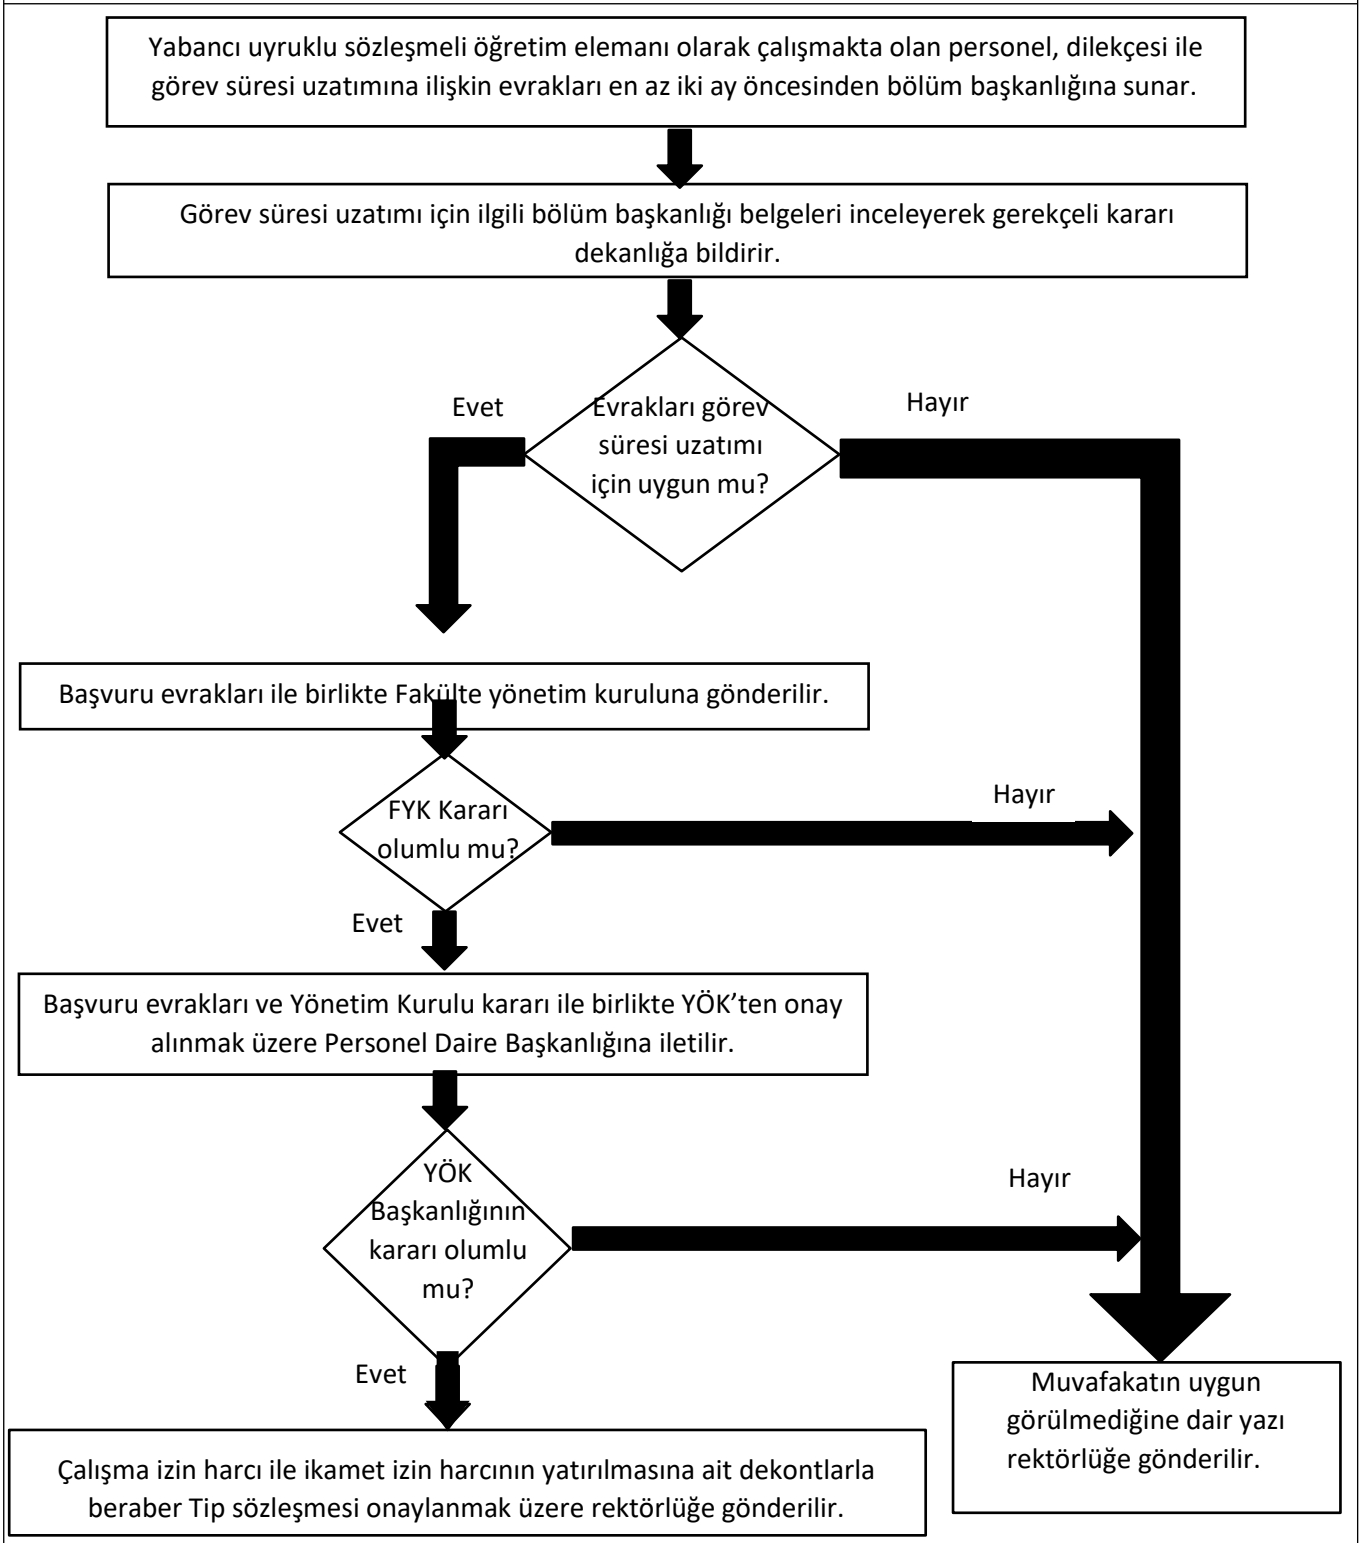 Yabancı uyruklu sözleşmeli öğretim elemanı olarak çalışmakta olan personel, dilekçesi ile
görev süresi uzatımına ilişkin evrakları en az iki ay öncesinden bölüm başkanlığına sunar.
Görev süresi uzatımı için ilgili bölüm başkanlığı belgeleri inceleyerek gerekçeli kararı
dekanlığa bildirir.
Evet
Evrakları görev
süresi uzatımı
için uygun mu?
Hayır
Başvuru evrakları ile birlikte Fakülte yönetim kuruluna gönderilir.
FYK Kararı
olumlu mu?
Hayır
Evet
Başvuru evrakları ve Yönetim Kurulu kararı ile birlikte YÖK’ten onay
alınmak üzere Personel Daire Başkanlığına iletilir.
YÖK
Başkanlığının
kararı olumlu
mu?
Hayır
Evet
Muvafakatın uygun
görülmediğine dair yazı
rektörlüğe gönderilir.
Çalışma izin harcı ile ikamet izin harcının yatırılmasına ait dekontlarla
beraber Tip sözleşmesi onaylanmak üzere rektörlüğe gönderilir.